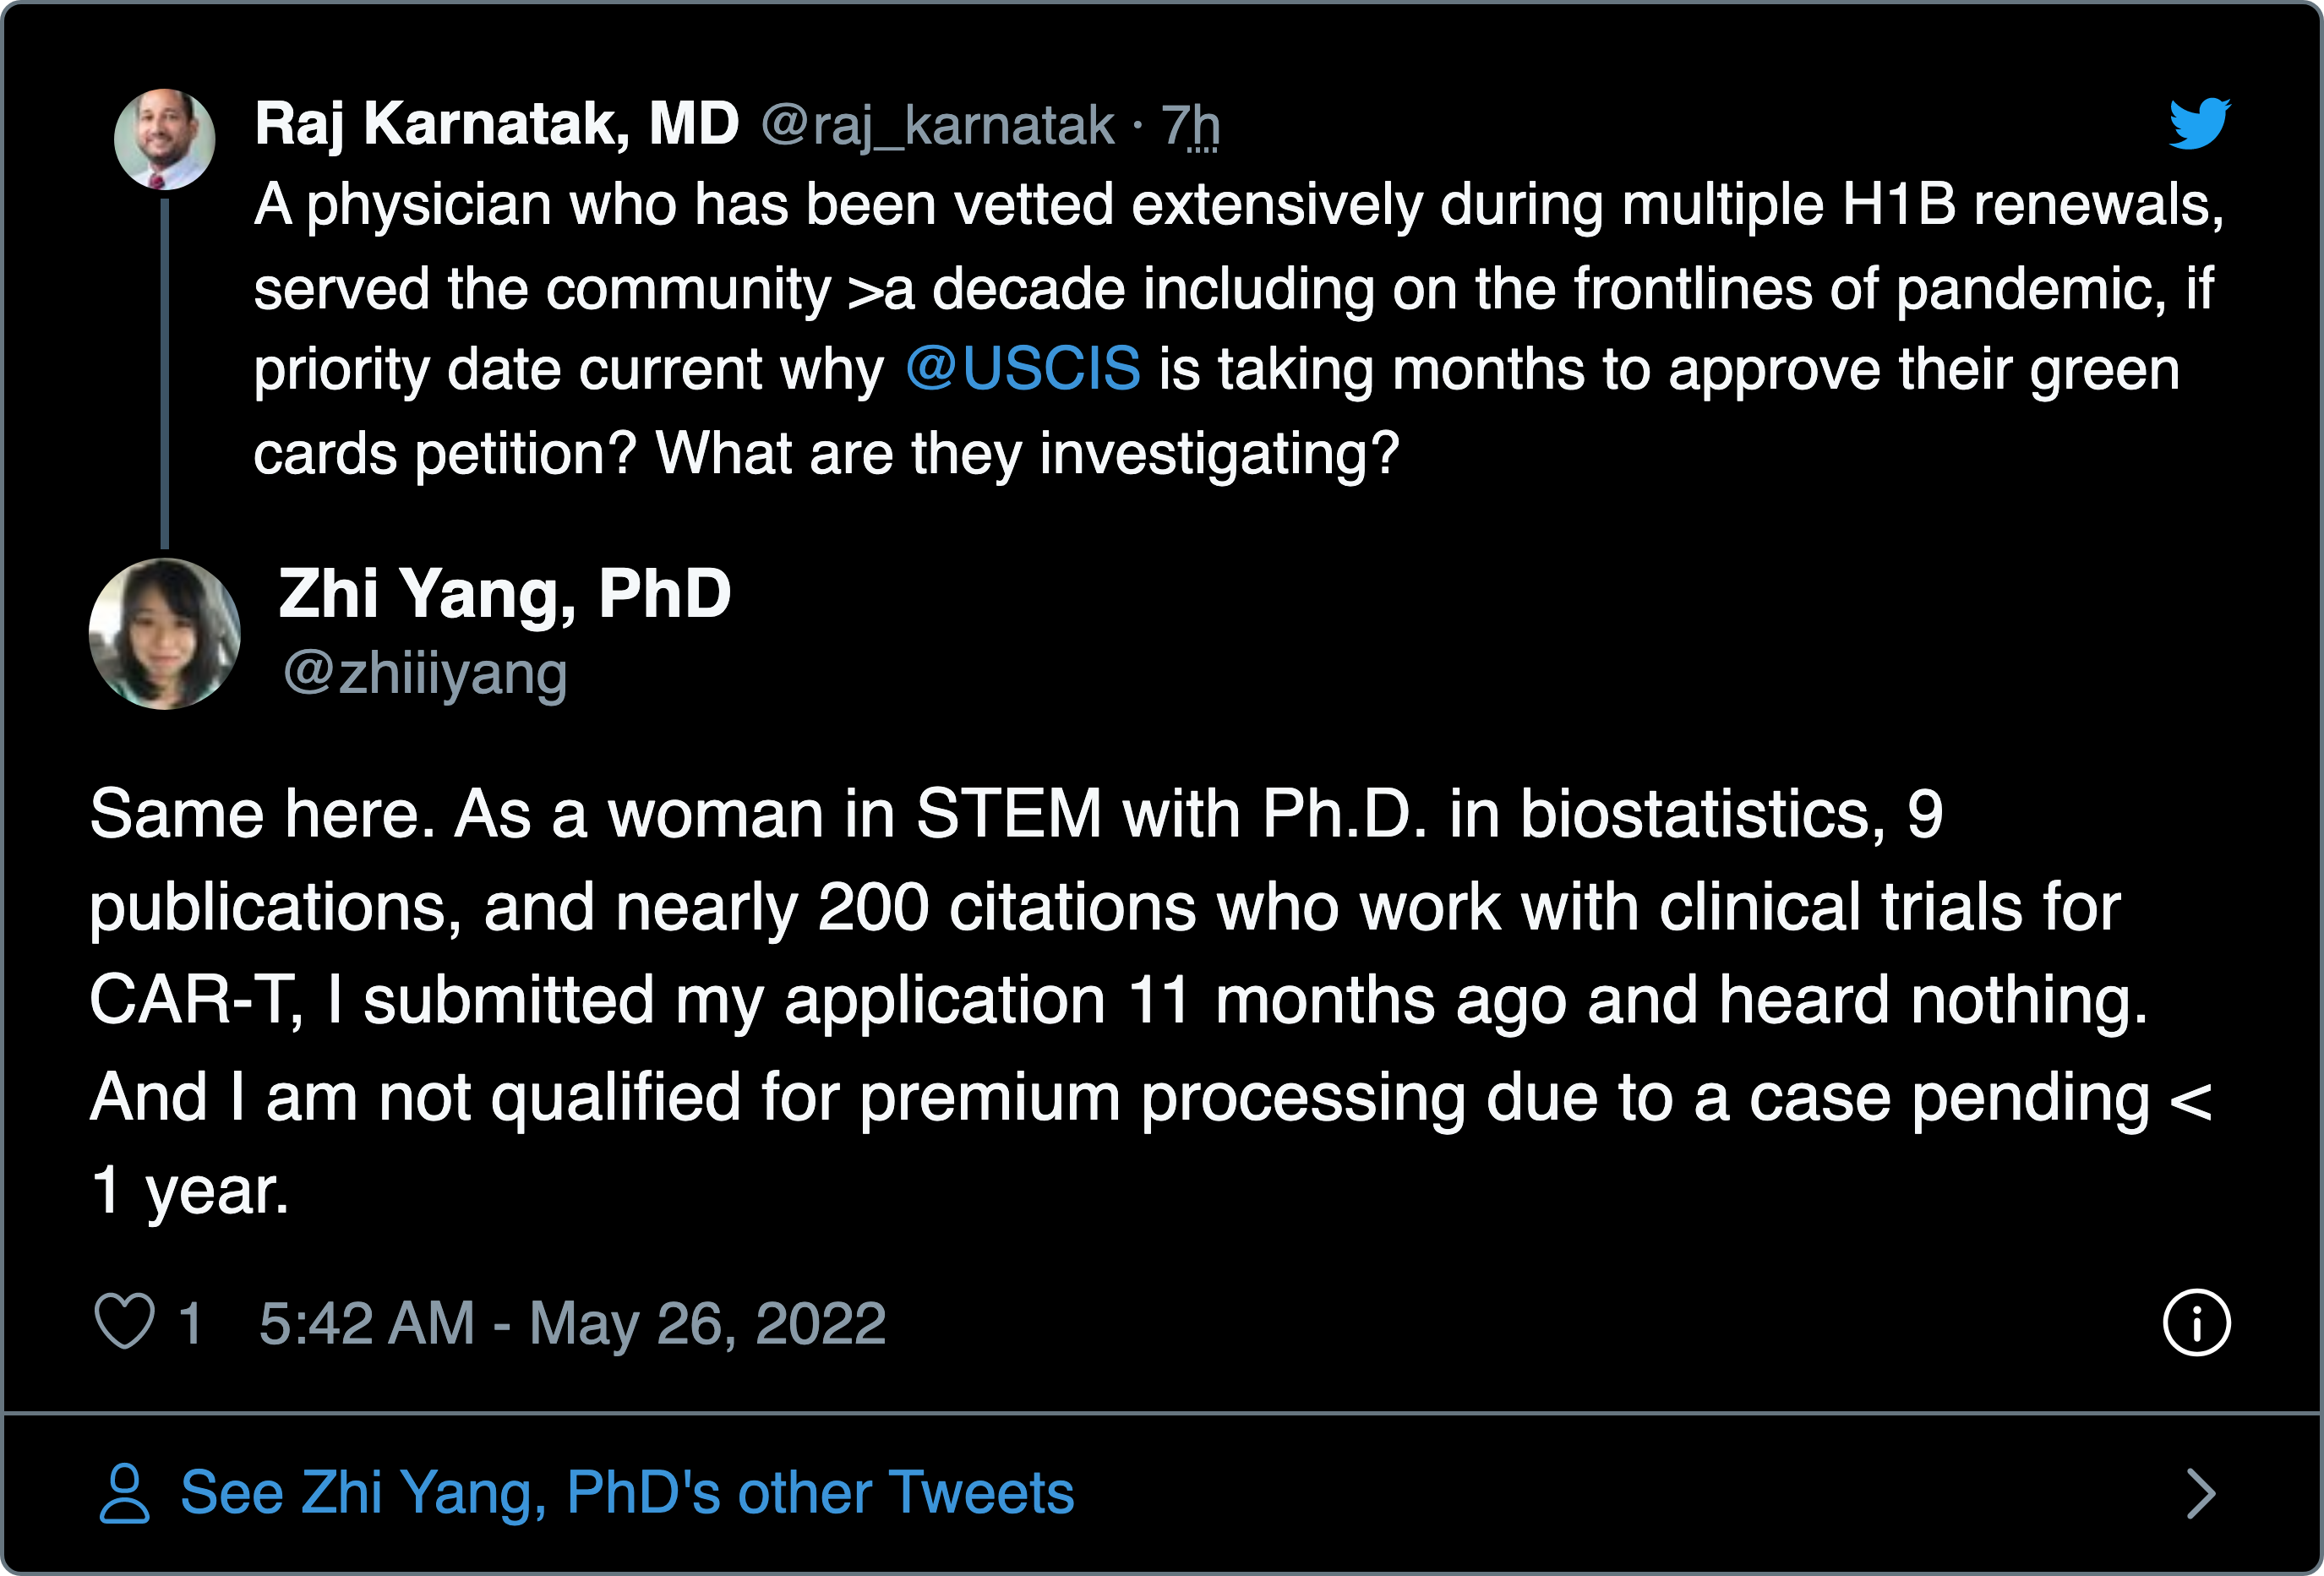 Raj Karnatak, MD @raj_karnatak · 7h
A physician who has been vetted extensively during multiple H1B renewals,
served the community >a decade including on the frontlines of pandemic, if
priority date current why @USCIS is taking months to approve their green
cards petition? What are they investigating?
Zhi Yang, PhD
@zhiiiyang
Same here. As a woman in STEM with Ph.D. in biostatistics, 9
publications, and nearly 200 citations who work with clinical trials for
CAR-T, I submitted my application 11 months ago and heard nothing.
And I am not qualified for premium processing due to a case pending <
1 year.
1 5:42 AM - May 26, 2022
See Zhi Yang, PhD's other Tweets